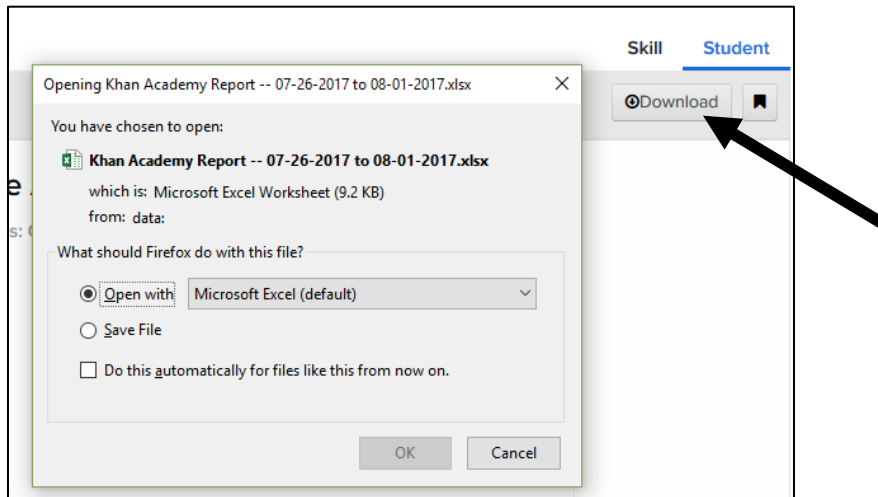 Skill Student
Opening Khan Academy Report -- 07-26-2017 to 08-01-2017.xlsx
Download
You have chosen to open:
Khan Academy Report -- 07-26-2017 to 08-01-2017.xlsx
which is: Microsoft Excel Worksheet (9.2 KB)
from: data:
What should Firefox do with this file?
Open with Microsoft Excel (default)
Save File
Do this automatically for files like this from now on.
OK Cancel